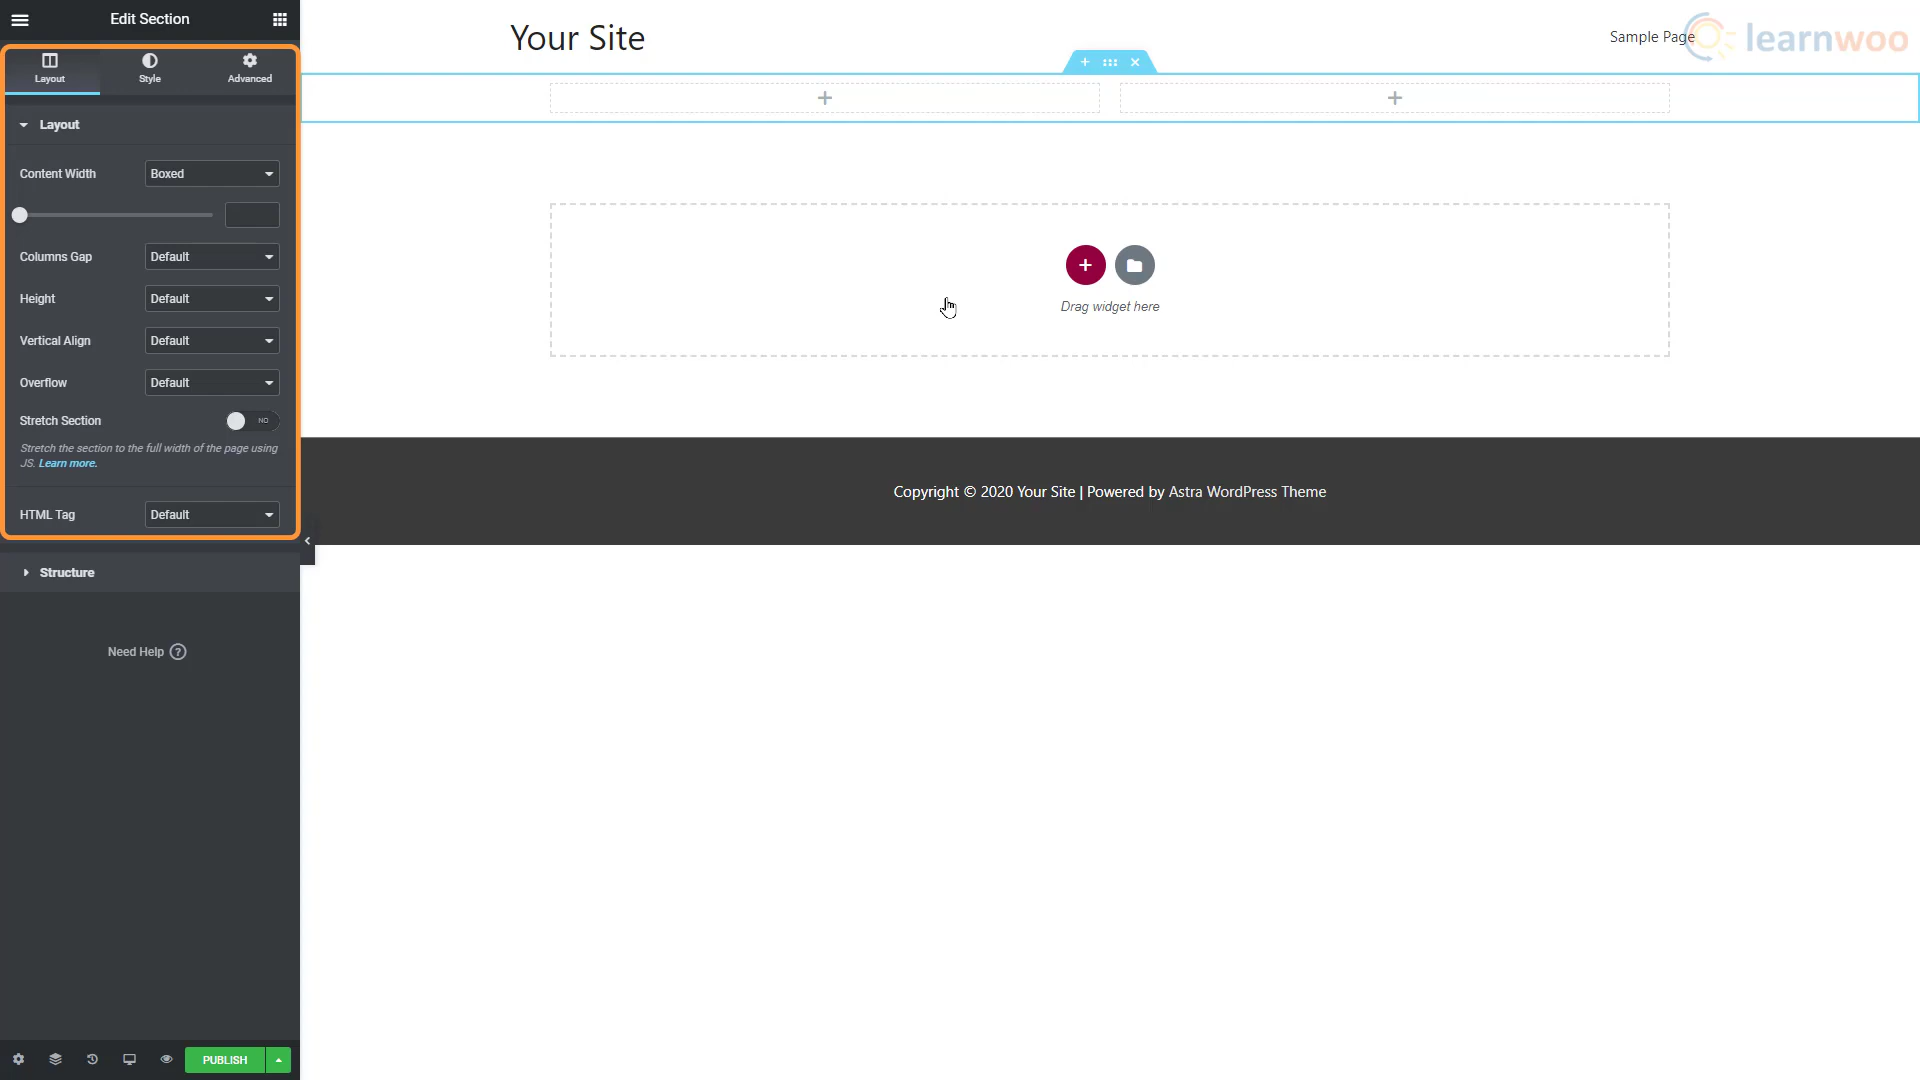 Edit Section
Layout
Style
Advanced
Layout
Content Width
Boxed
Columns Gap
Default
Height
Default
Vertical Align
Default
Overflow
Default
Stretch Section
NO
Stretch the section to the full width of the page using
JS. Learn more.
HTML Tag
Default
Structure
Need Help ?
PUBLISH
Your Site
Sample Page
learnwoo
Drag widget here
Copyright © 2020 Your Site | Powered by Astra WordPress Theme